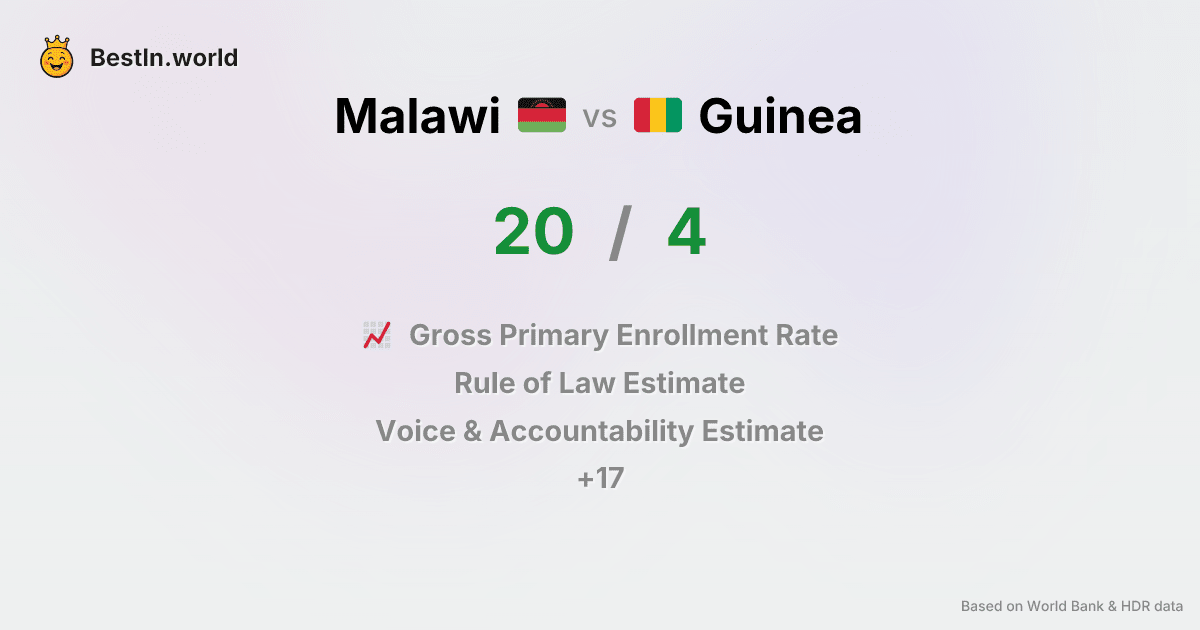 BestIn.world
Malawi vs Guinea
20 / 4
Gross Primary Enrollment Rate
Rule of Law Estimate
Voice & Accountability Estimate
+17
Based on World Bank & HDR data